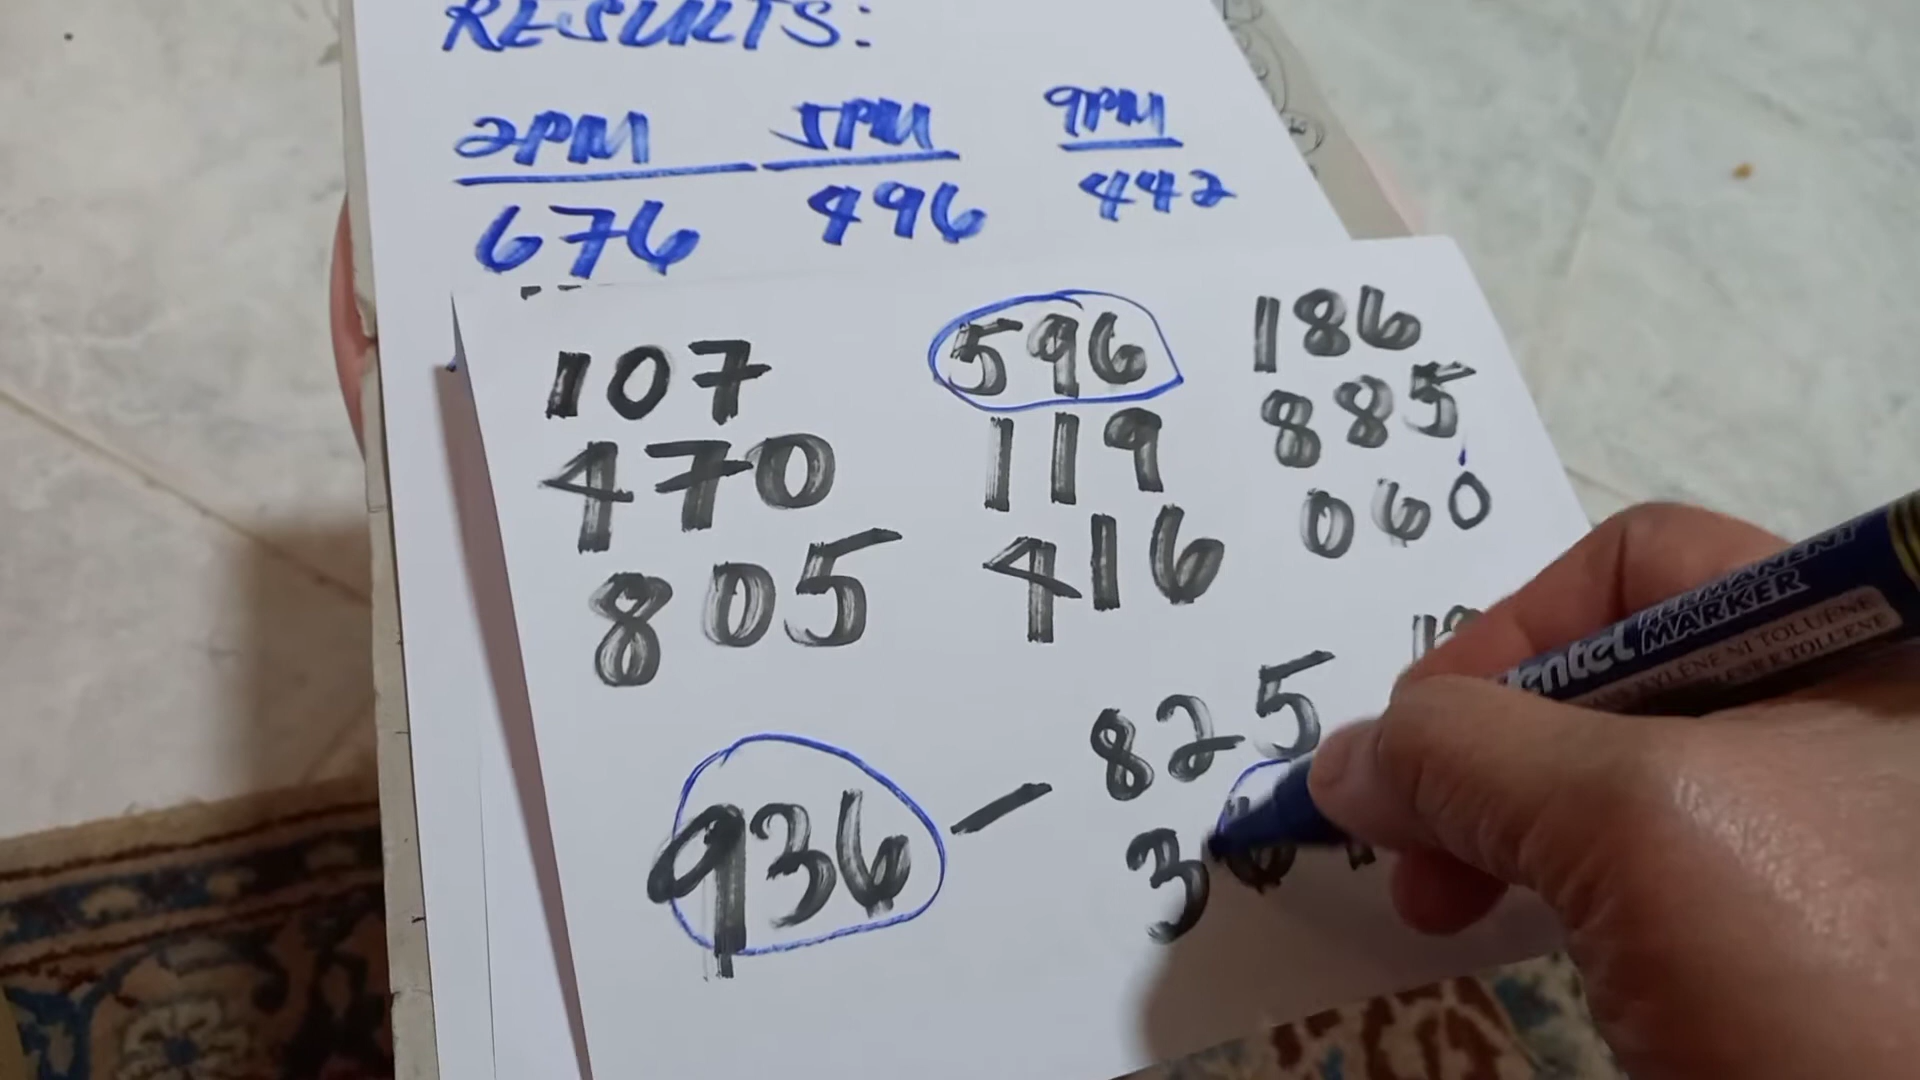 RESULTS:
2PM 5PM 9PM
676 496 442
107 596 186
470 119 885
805 416 060
936 - 825
PERMANENT
MARKER